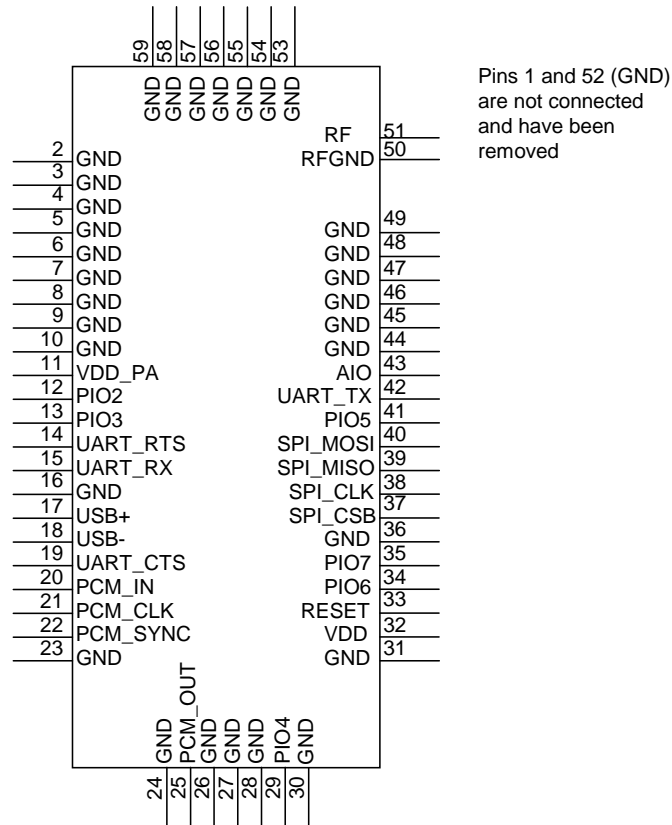 59 58 57 56 55 54 53
GND GND GND GND GND GND GND
Pins 1 and 52 (GND)
are not connected
and have been
removed
RF 51
2 GND RFGND 50
3 GND
4 GND
5 GND GND 49
6 GND GND 48
7 GND GND 47
8 GND GND 46
9 GND GND 45
10 GND GND 44
11 VDD_PA AIO 43
12 PIO2 UART_TX 42
13 PIO3 PIO5 41
14 UART_RTS SPI_MOSI 40
15 UART_RX SPI_MISO 39
16 GND SPI_CLK 38
17 USB+ SPI_CSB 37
18 USB- GND 36
19 UART_CTS PIO7 35
20 PCM_IN PIO6 34
21 PCM_CLK RESET 33
22 PCM_SYNC VDD 32
23 GND GND 31
GND PCM_OUT GND GND GND PIO4 GND
24 25 26 27 28 29 30